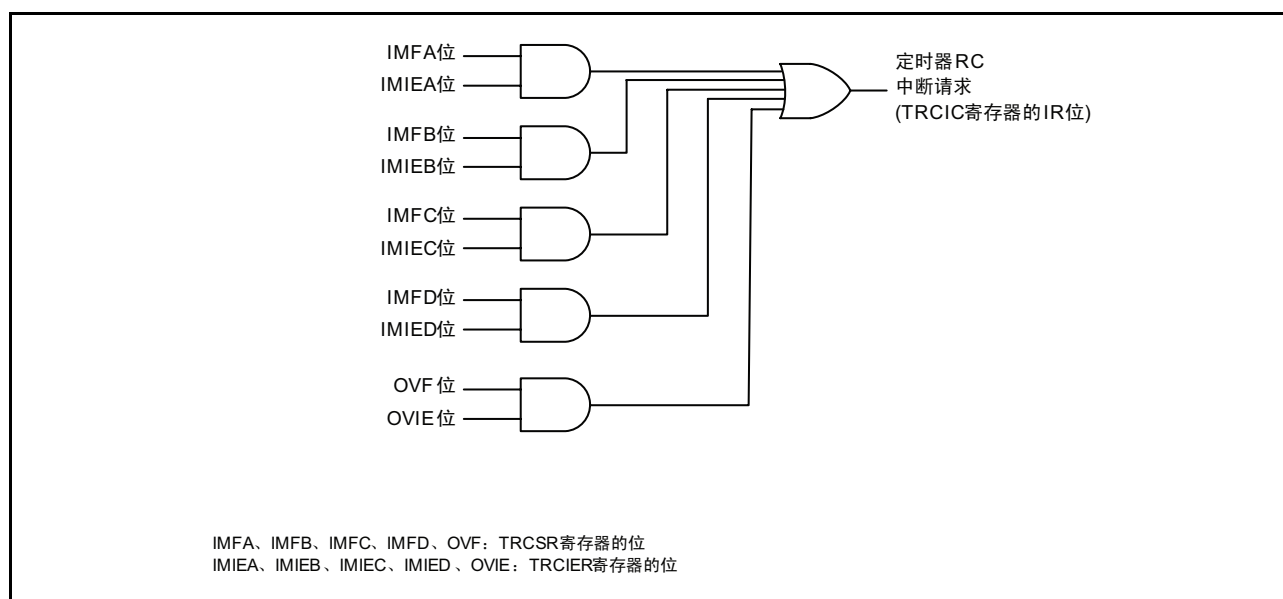 IMFA位
IMIEA位
IMFB位
IMIEB位
IMFC位
IMIEC位
IMFD位
IMIED位
OVF位
OVIE位
定时器RC
中断请求
(TRCIC寄存器的IR位)
IMFA、IMFB、IMFC、IMFD、OVF：TRCSR寄存器的位
IMIEA、IMIEB、IMIEC、IMIED、OVIE：TRCIER寄存器的位